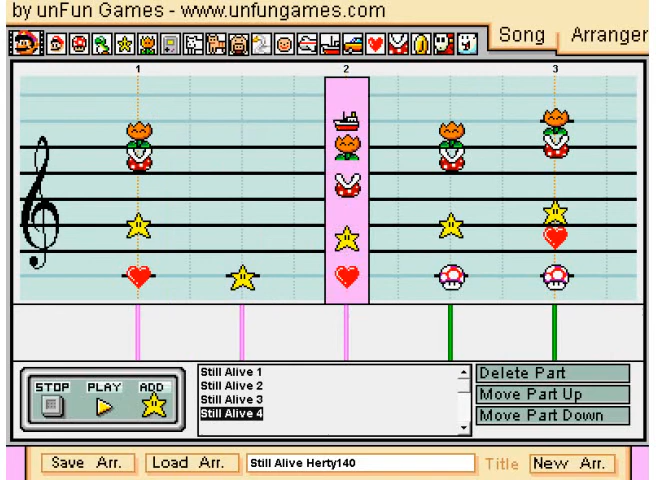 by unFun Games - www.unfungames.com
Song
Arranger
1
2
3
STOP
PLAY
ADD
Still Alive 1
Still Alive 2
Still Alive 3
Still Alive 4
Delete Part
Move Part Up
Move Part Down
Save Arr.
Load Arr.
Still Alive Herty140
Title
New Arr.